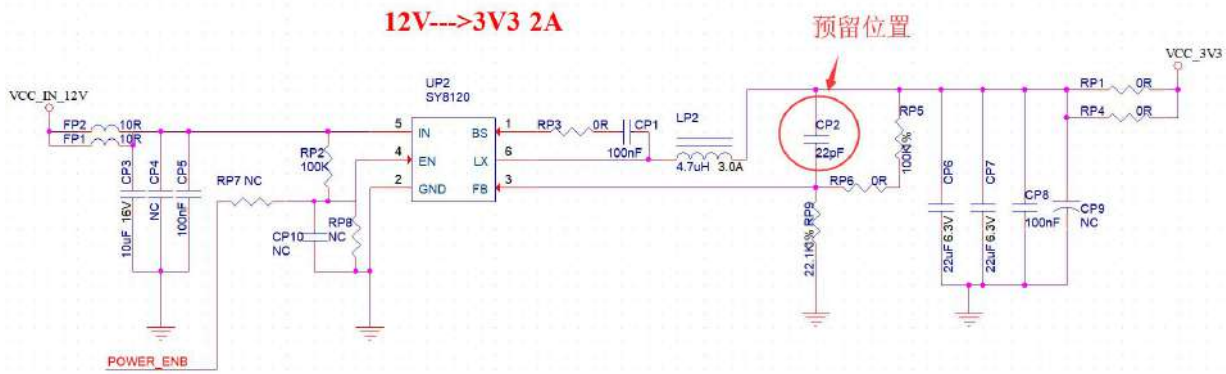 12V--->3V3 2A
预留位置
VCC_3V3
VCC_IN_12V
FP2 10R
FP1 10R
CP3
10uF 16V
CP4
NC
CP5
100nF
RP2
100K
RP7 NC
CP10
NC
RP8
NC
POWER_ENB
UP2
SY8120
5 IN
4 EN
2 GND
BS 1
LX 6
FB 3
RP3 0R
CP1
100nF
LP2
4.7uH 3.0A
CP2
22pF
RP5
100K1%
RP6 0R
RP9
22.1K1%
CP6
22uF 6.3V
CP7
22uF 6.3V
CP8
100nF
CP9
NC
RP1 0R
RP4 0R